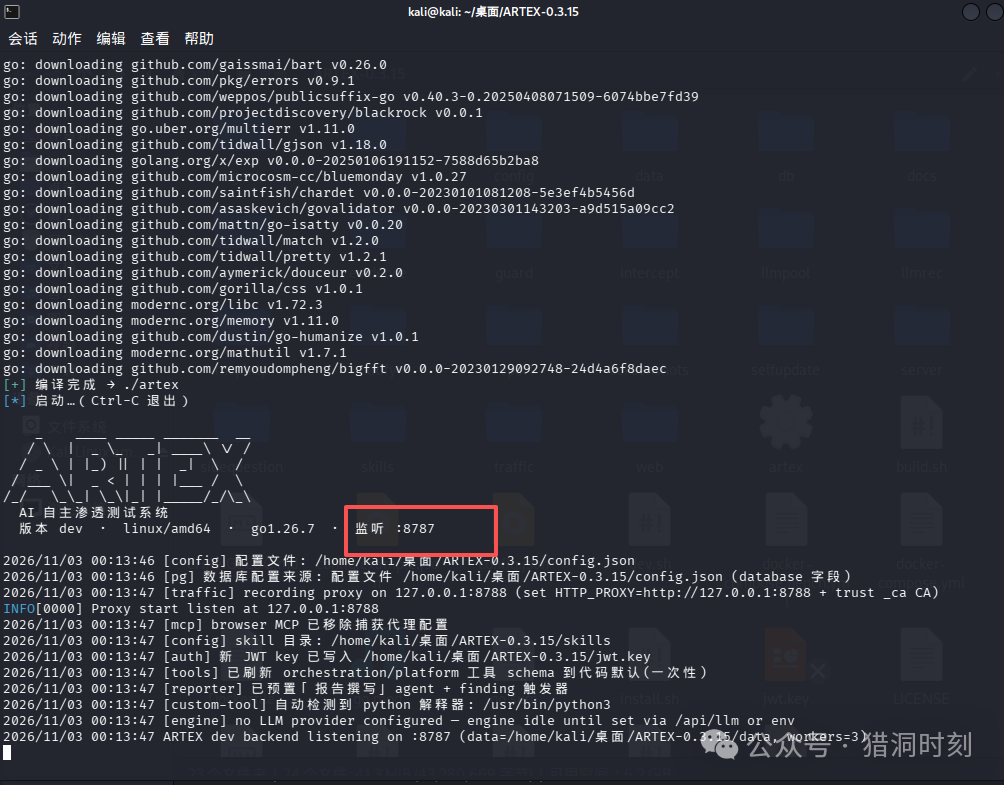 kali@kali: ~/桌面/ARTEX-0.3.15
会话 动作 编辑 查看 帮助
go: downloading github.com/gaissmai/bart v0.26.0
go: downloading github.com/pkg/errors v0.9.1
go: downloading github.com/weppos/publicsuffix-go v0.40.3-0.20250408071509-6074bbe7fd39
go: downloading github.com/projectdiscovery/blackrock v0.0.1
go: downloading go.uber.org/multierr v1.11.0
go: downloading github.com/tidwall/gjson v1.18.0
go: downloading golang.org/x/exp v0.0.0-20250106191152-7588d65b2ba8
go: downloading github.com/microcosm-cc/bluemonday v1.0.27
go: downloading github.com/saintfish/chardet v0.0.0-20230101081208-5e3ef4b5456d
go: downloading github.com/asaskevich/govalidator v0.0.0-20230301143203-a9d515a09cc2
go: downloading github.com/mattn/go-isatty v0.0.20
go: downloading github.com/tidwall/match v1.2.0
go: downloading github.com/tidwall/pretty v1.2.1
go: downloading github.com/aymerick/douceur v0.2.0
go: downloading github.com/gorilla/css v1.0.1
go: downloading modernc.org/libc v1.72.3
go: downloading modernc.org/memory v1.11.0
go: downloading github.com/dustin/go-humanize v1.0.1
go: downloading modernc.org/mathutil v1.7.1
go: downloading github.com/remyoudompheng/bigfft v0.0.0-20230129092748-24d4a6f8daec
[+] 编译完成 → ./artex
[*] 启动…(Ctrl-C 退出)
ARTEX
AI 自主渗透测试系统
版本 dev · linux/amd64 · go1.26.7 · 监听 :8787
2026/11/03 00:13:46 [config] 配置文件: /home/kali/桌面/ARTEX-0.3.15/config.json
2026/11/03 00:13:46 [pg] 数据库配置来源: 配置文件 /home/kali/桌面/ARTEX-0.3.15/config.json (database 字段)
2026/11/03 00:13:47 [traffic] recording proxy on 127.0.0.1:8788 (set HTTP_PROXY=http://127.0.0.1:8788 + trust _ca CA)
INFO[0000] Proxy start listen at 127.0.0.1:8788
2026/11/03 00:13:47 [mcp] browser MCP 已移除捕获代理配置
2026/11/03 00:13:47 [config] skill 目录: /home/kali/桌面/ARTEX-0.3.15/skills
2026/11/03 00:13:47 [auth] 新 JWT key 已写入 /home/kali/桌面/ARTEX-0.3.15/jwt.key
2026/11/03 00:13:47 [tools] 已刷新 orchestration/platform 工具 schema 到代码默认(一次性)
2026/11/03 00:13:47 [reporter] 已预置「报告撰写」agent + finding 触发器
2026/11/03 00:13:47 [custom-tool] 自动检测到 python 解释器: /usr/bin/python3
2026/11/03 00:13:47 [engine] no LLM provider configured — engine idle until set via /api/llm or env
2026/11/03 00:13:47 ARTEX dev backend listening on :8787 (data=/home/kali/桌面/ARTEX-0.3.15/data, workers=3)
公众号 · 猎洞时刻